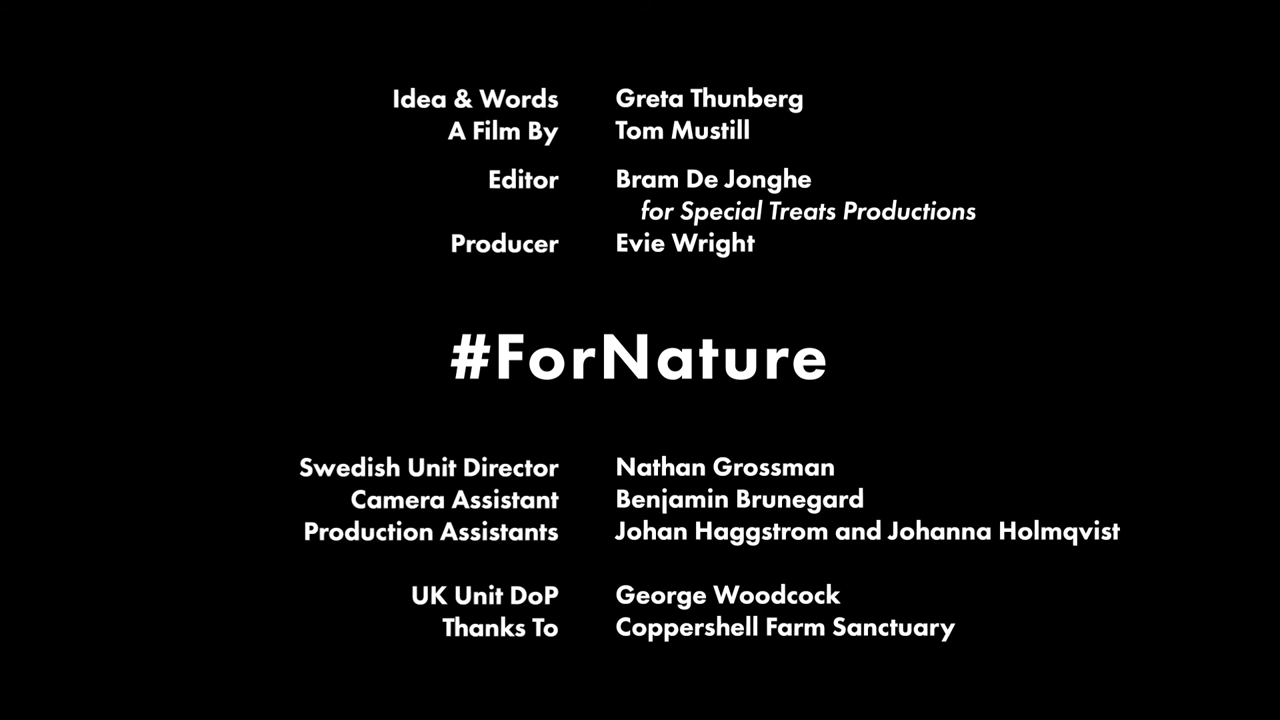 Idea & Words Greta Thunberg
A Film By Tom Mustill
Editor Bram De Jonghe
for Special Treats Productions
Producer Evie Wright
#ForNature
Swedish Unit Director Nathan Grossman
Camera Assistant Benjamin Brunegard
Production Assistants Johan Haggstrom and Johanna Holmqvist
UK Unit DoP George Woodcock
Thanks To Coppershell Farm Sanctuary